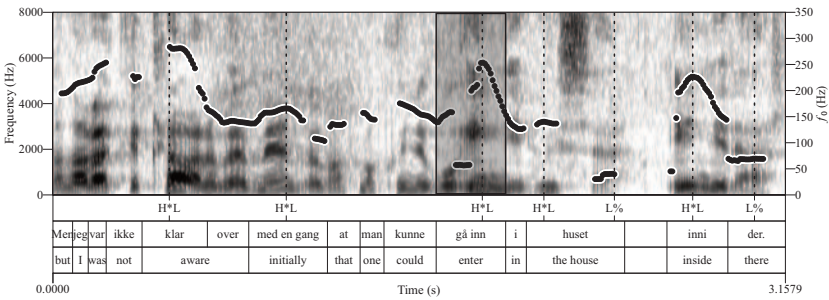 8000 350
300
6000 250
200
4000 150
100
2000 50
0 0
Frequency (Hz)
f0 (Hz)
H*L H*L H*L H*L L% H*L L%
Men jeg var ikke klar over med en gang at man kunne gå inn i huset inni der.
but I was not aware initially that one could enter in the house inside there
0.0000 Time (s) 3.1579